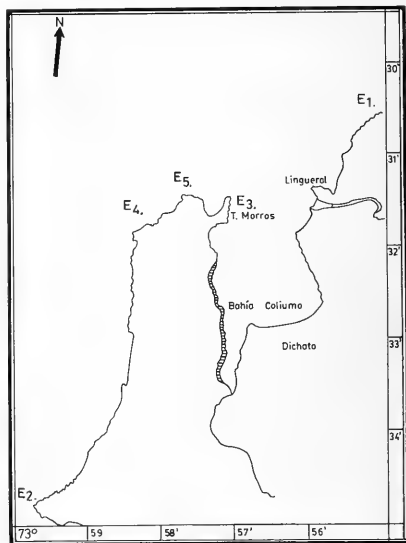 N
30'
E1.
31'
Lingueral
E5.
E3.
E4.
T. Morros
32'
Bahía Coliumo
33'
Dichato
34'
E2.
73° 59 58' 57' 56'